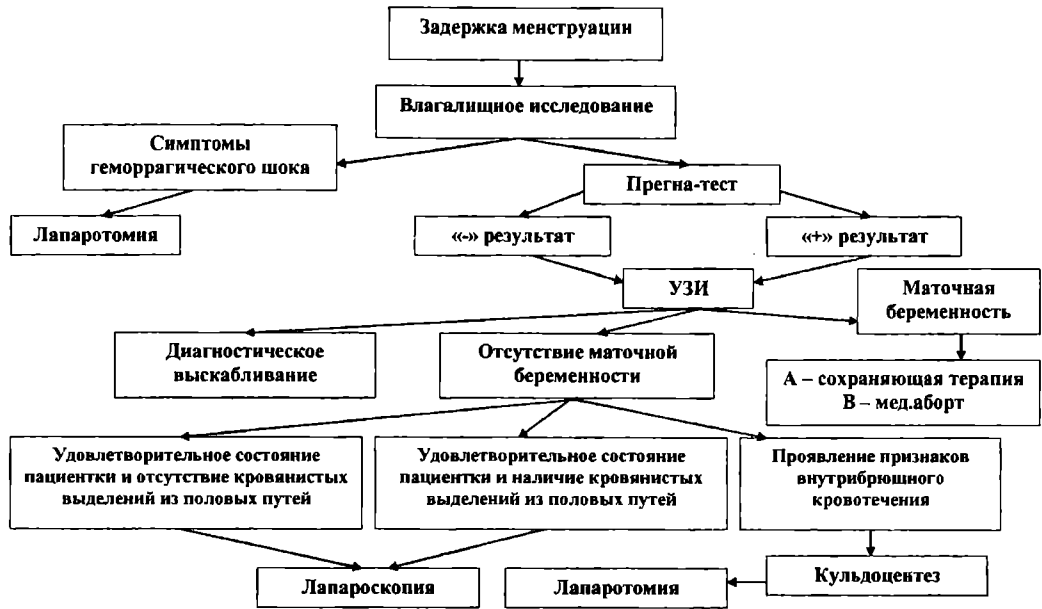 Задержка менструации
Влагалищное исследование
Симптомы
геморрагического шока
Прегна-тест
Лапаротомия
«-» результат
«+» результат
УЗИ
Маточная
беременность
Диагностическое
выскабливание
Отсутствие маточной
беременности
А – сохраняющая терапия
В – мед.аборт
Удовлетворительное состояние
пациентки и отсутствие кровянистых
выделений из половых путей
Удовлетворительное состояние
пациентки и наличие кровянистых
выделений из половых путей
Проявление признаков
внутрибрюшного
кровотечения
Лапароскопия
Лапаротомия
Кульдоцентез